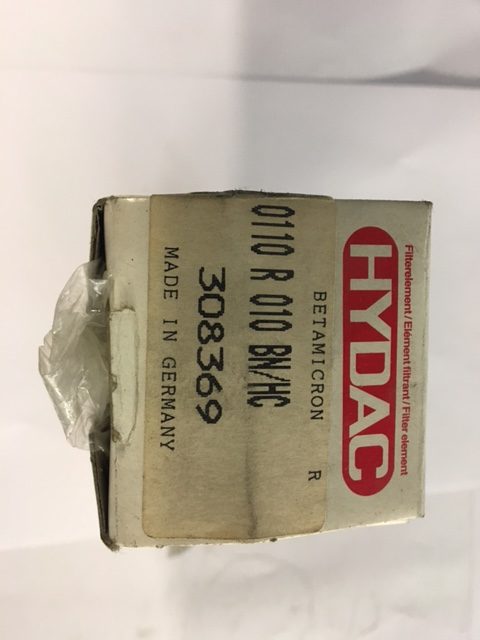 Filterelement/Elément filtrant/Filter element
HYDAC
BETAMICRON R
0110 R 010 BN/HC
308369
MADE IN GERMANY